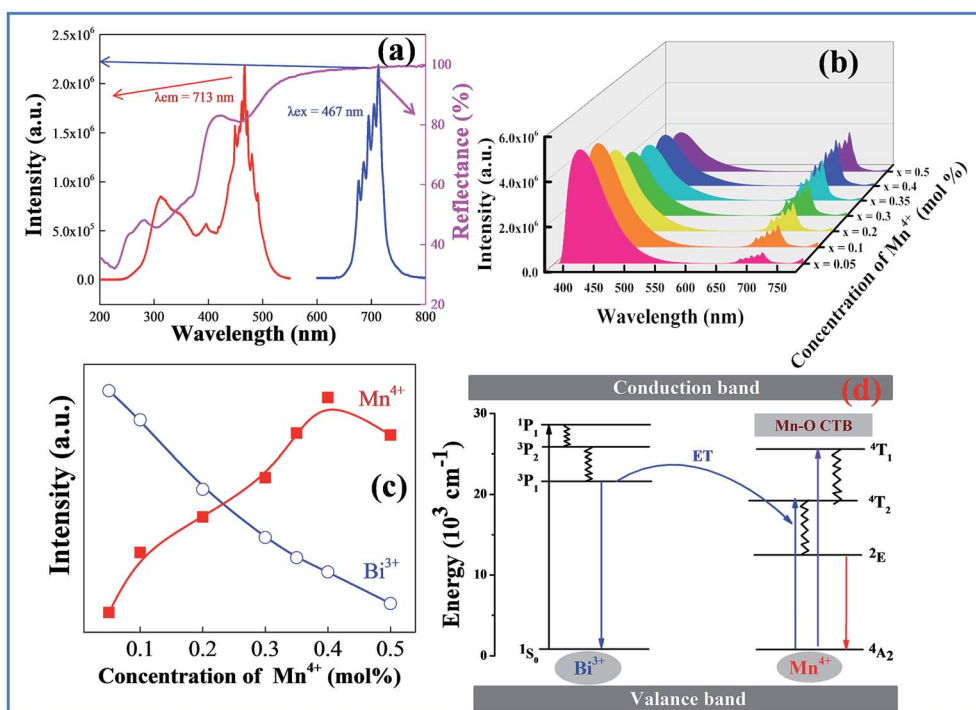 (a)
2.5x10⁶
2.0x10⁶
1.5x10⁶
1.0x10⁶
5.0x10⁵
0.0
Intensity (a.u.)
λem = 713 nm
λex = 467 nm
100
80
60
40
20
Reflectance (%)
200 300 400 500 600 700 800
Wavelength (nm)
(b)
6.0x10⁶
4.0x10⁶
2.0x10⁶
0.0
Intensity (a.u.)
400 450 500 550 600 650 700 750
Wavelength (nm)
x = 0.5
x = 0.4
x = 0.35
x = 0.3
x = 0.2
x = 0.1
x = 0.05
Concentration of Mn⁴⁺ (mol %)
(c)
Intensity (a.u.)
Mn⁴⁺
Bi³⁺
0.1 0.2 0.3 0.4 0.5
Concentration of Mn⁴⁺ (mol%)
(d)
Conduction band
30
20
10
0
Energy (10³ cm⁻¹)
¹P₁
³P₂
³P₁
¹S₀
ET
Mn-O CTB
⁴T₁
⁴T₂
²E
⁴A₂
Bi³⁺
Mn⁴⁺
Valance band